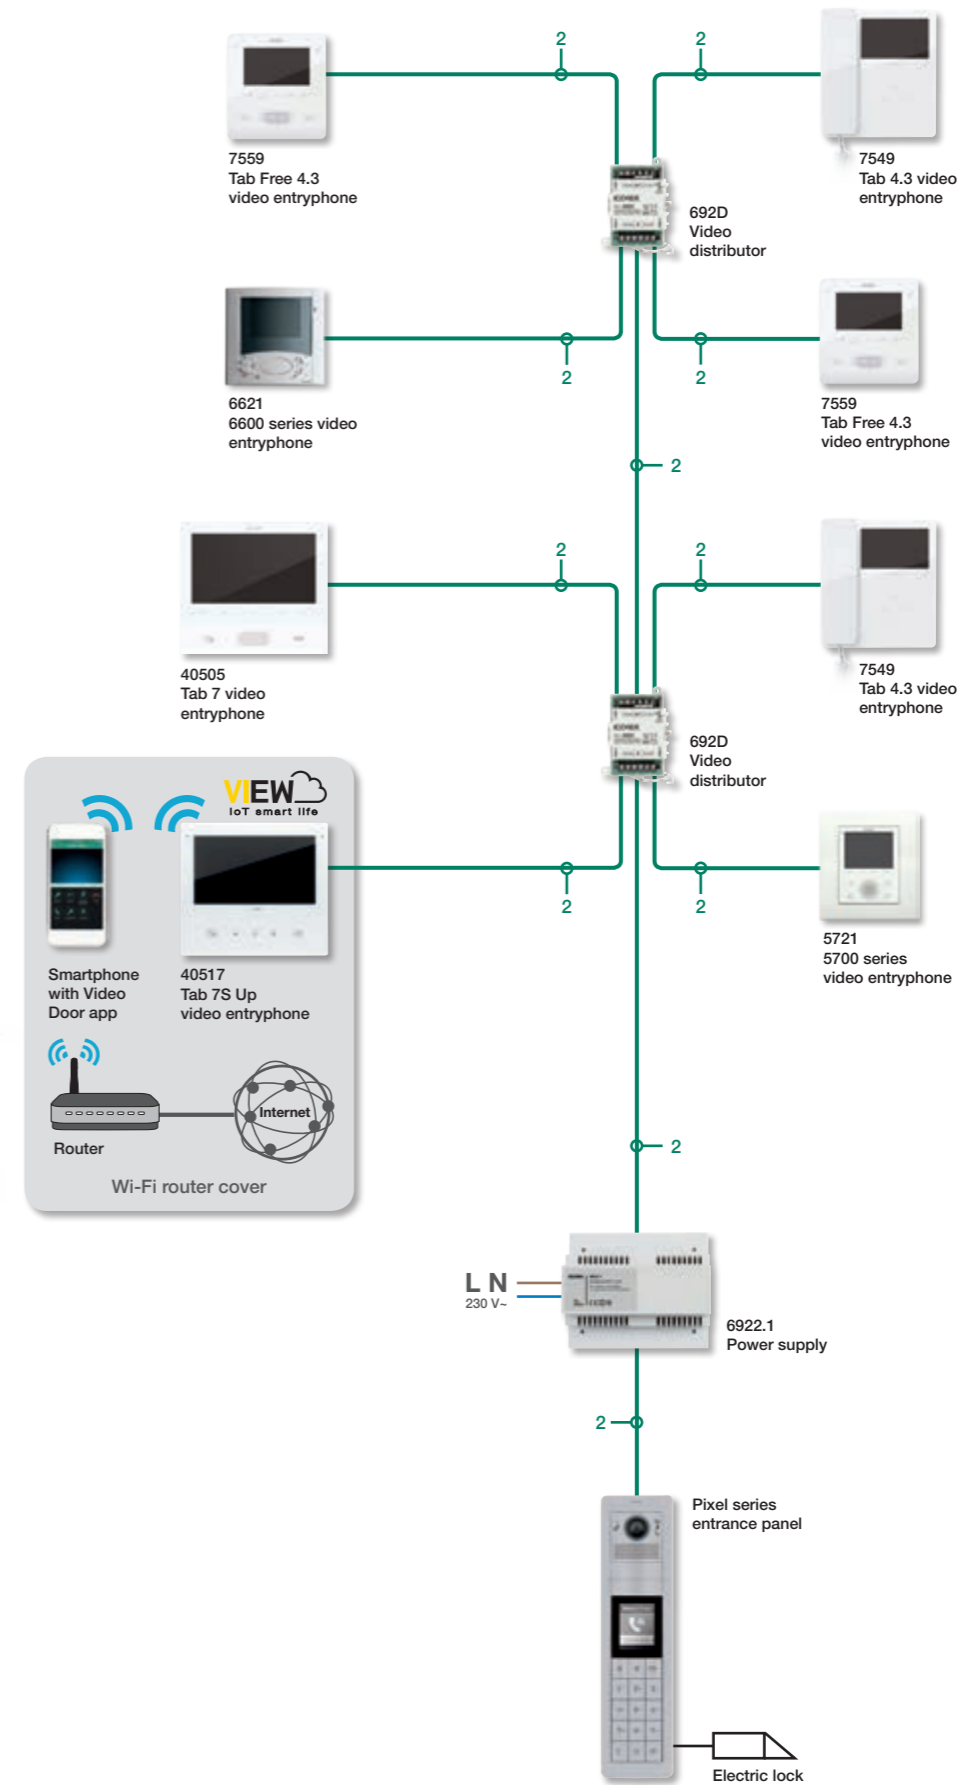 2
2
7559
Tab Free 4.3
video entryphone
7549
Tab 4.3 video
entryphone
692D
Video
distributor
2
2
6621
6600 series video
entryphone
7559
Tab Free 4.3
video entryphone
2
2
2
40505
Tab 7 video
entryphone
7549
Tab 4.3 video
entryphone
692D
Video
distributor
VIEW
IoT smart life
2
2
Smartphone
with Video
Door app
40517
Tab 7S Up
video entryphone
5721
5700 series
video entryphone
Internet
Router
Wi-Fi router cover
2
L N
230 V~
6922.1
Power supply
2
Pixel series
entrance panel
Electric lock